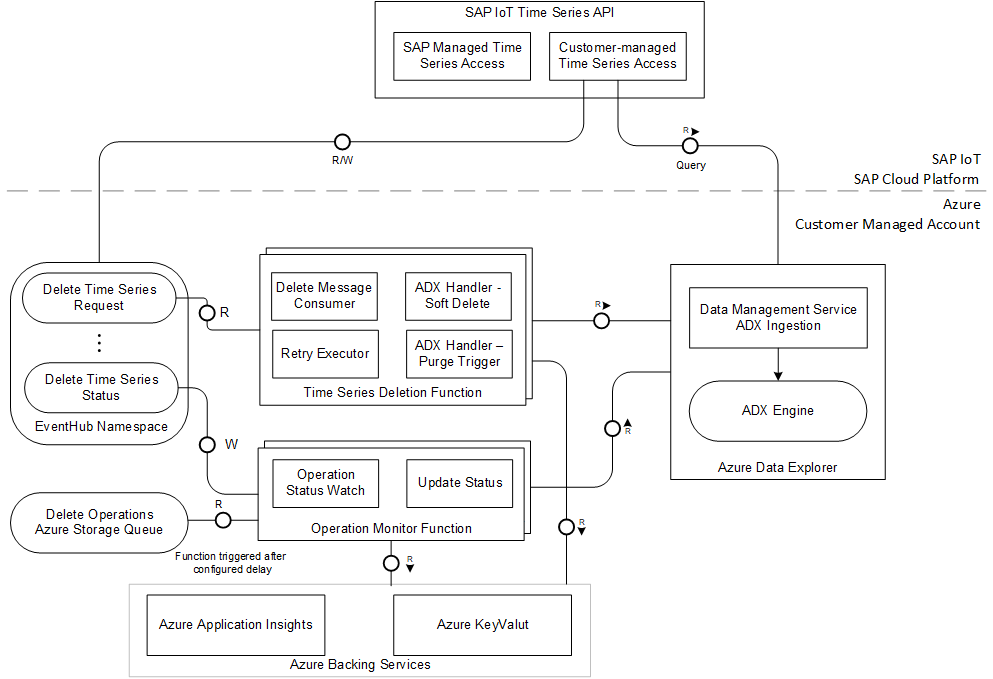 SAP IoT Time Series API
SAP Managed Time
Series Access
Customer-managed
Time Series Access
R/W
R
Query
SAP IoT
SAP Cloud Platform
Azure
Customer Managed Account
Delete Time Series
Request
Delete Time Series
Status
EventHub Namespace
R
W
Delete Message
Consumer
ADX Handler -
Soft Delete
Retry Executor
ADX Handler –
Purge Trigger
Time Series Deletion Function
R
Data Management Service
ADX Ingestion
ADX Engine
Azure Data Explorer
R
Operation
Status Watch
Update Status
Operation Monitor Function
Delete Operations
Azure Storage Queue
R
Function triggered after
configured delay
R
R
Azure Application Insights
Azure KeyValut
Azure Backing Services